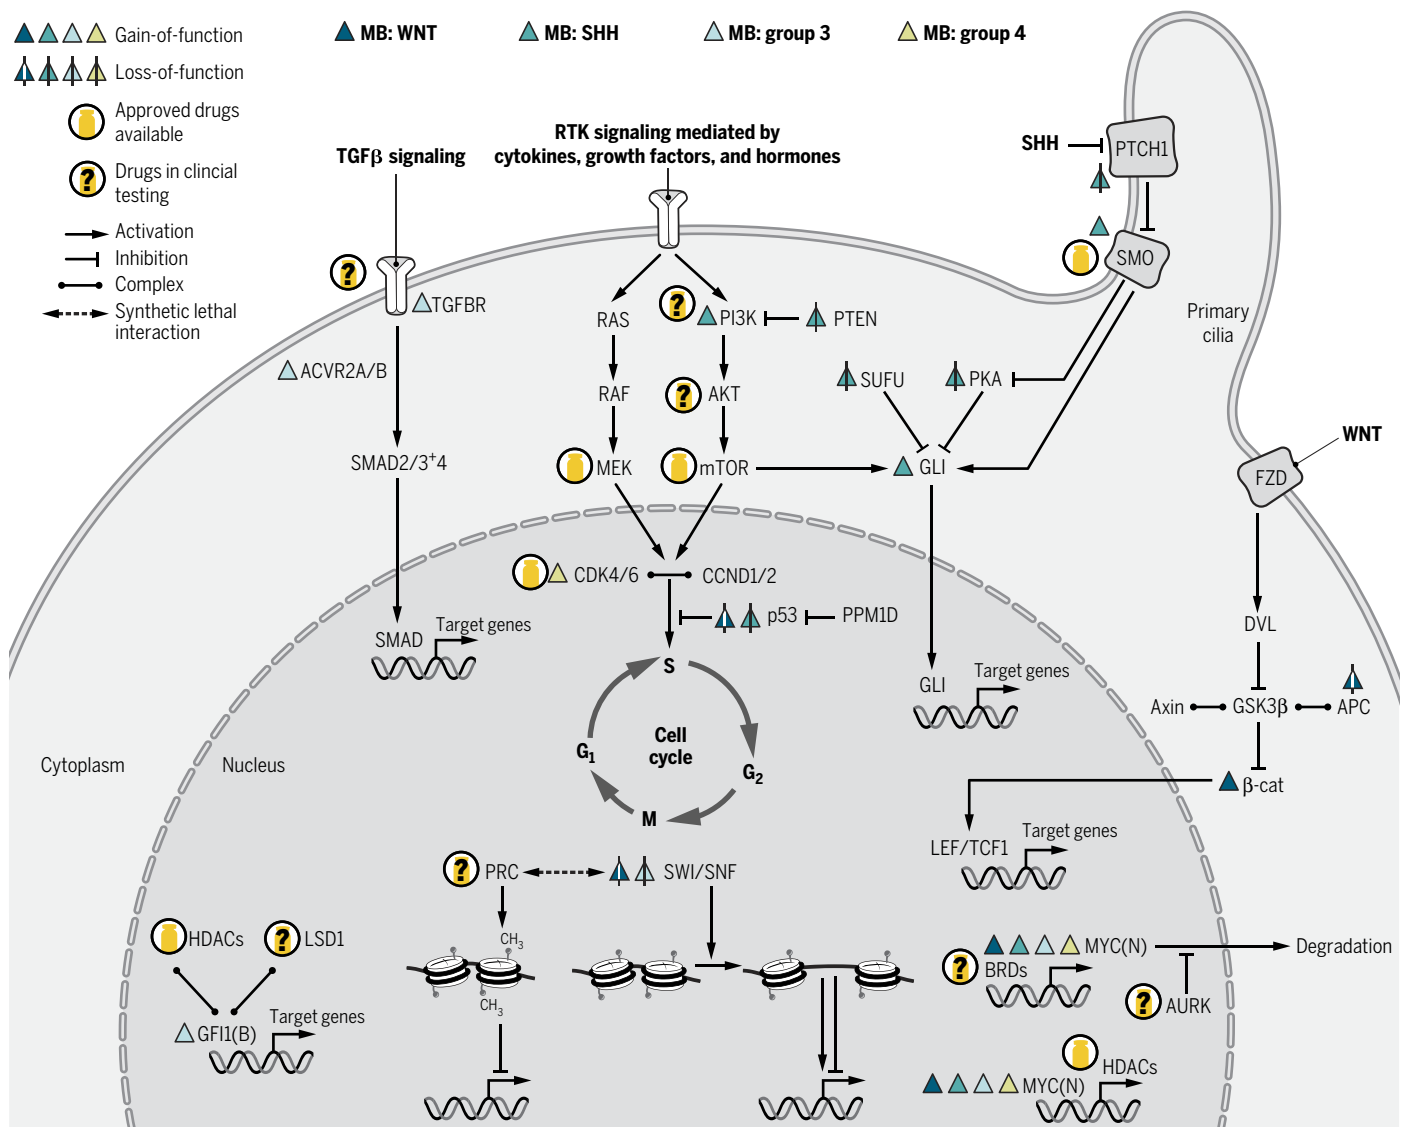 Gain-of-function
Loss-of-function
Approved drugs
available
?
Drugs in clincial
testing
Activation
Inhibition
Complex
Synthetic lethal
interaction
MB: WNT
MB: SHH
MB: group 3
MB: group 4
TGFβ signaling
RTK signaling mediated by
cytokines, growth factors, and hormones
SHH
PTCH1
SMO
Primary
cilia
?
TGFBR
ACVR2A/B
SMAD2/3+4
RAS
RAF
MEK
?
PI3K
PTEN
?
AKT
mTOR
SUFU
PKA
GLI
WNT
FZD
DVL
Axin
GSK3β
APC
β-cat
CDK4/6
CCND1/2
p53
PPM1D
SMAD
Target genes
GLI
Target genes
S
G1
Cell
cycle
G2
M
Cytoplasm
Nucleus
LEF/TCF1
Target genes
?
PRC
SWI/SNF
CH3
CH3
HDACs
?
LSD1
GFI1(B)
Target genes
MYC(N)
Degradation
?
BRDs
?
AURK
HDACs
MYC(N)